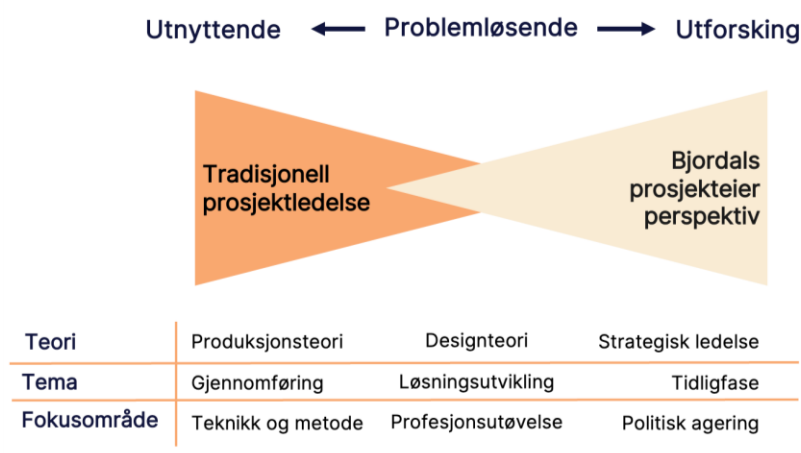 Utnyttende ← Problemløsende → Utforsking
Tradisjonell
prosjektledelse
Bjordals
prosjekteier
perspektiv
Teori Produksjonsteori Designteori Strategisk ledelse
Tema Gjennomføring Løsningsutvikling Tidligfase
Fokusområde Teknikk og metode Profesjonsutøvelse Politisk agering